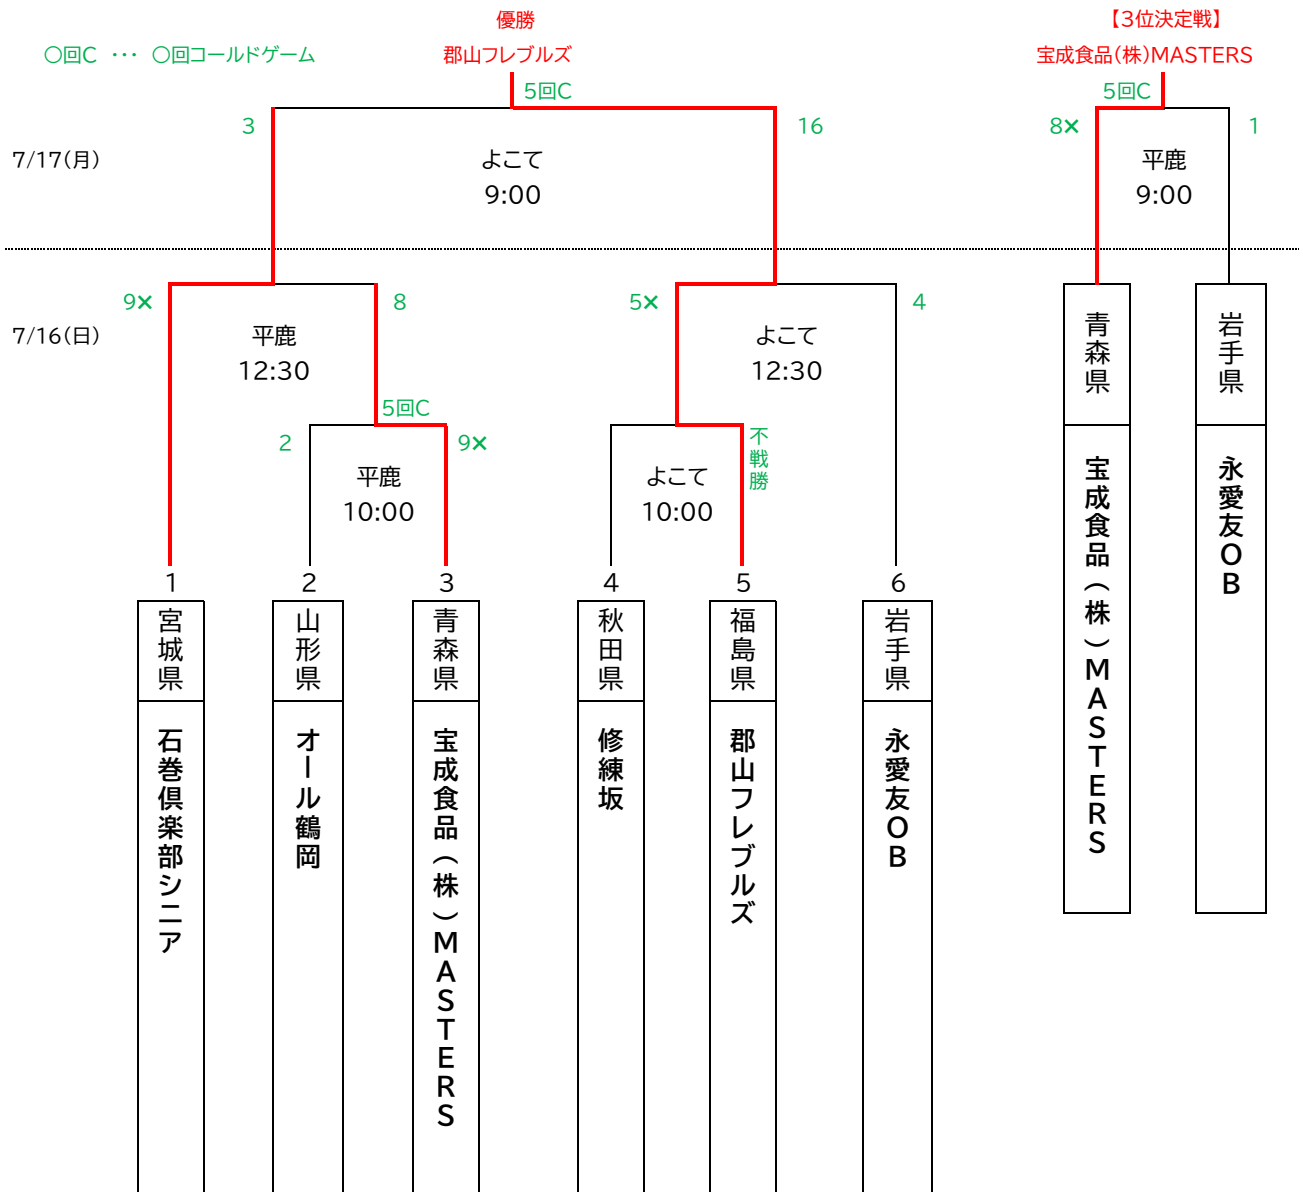 優勝
【3位決定戦】
〇回C ･･･ 〇回コールドゲーム
郡山フレブルズ
宝成食品(株)MASTERS
5回C
5回C
3
16
8×
1
7/17(月)
よこて
9:00
平鹿
9:00
9×
8
5×
4
7/16(日)
平鹿
12:30
よこて
12:30
青森県
岩手県
5回C
2
9×
不戦勝
平鹿
10:00
よこて
10:00
宝成食品(株)MASTERS
永愛友OB
1
2
3
4
5
6
宮城県
山形県
青森県
秋田県
福島県
岩手県
石巻倶楽部シニア
オール鶴岡
宝成食品(株)MASTERS
修練坂
郡山フレブルズ
永愛友OB